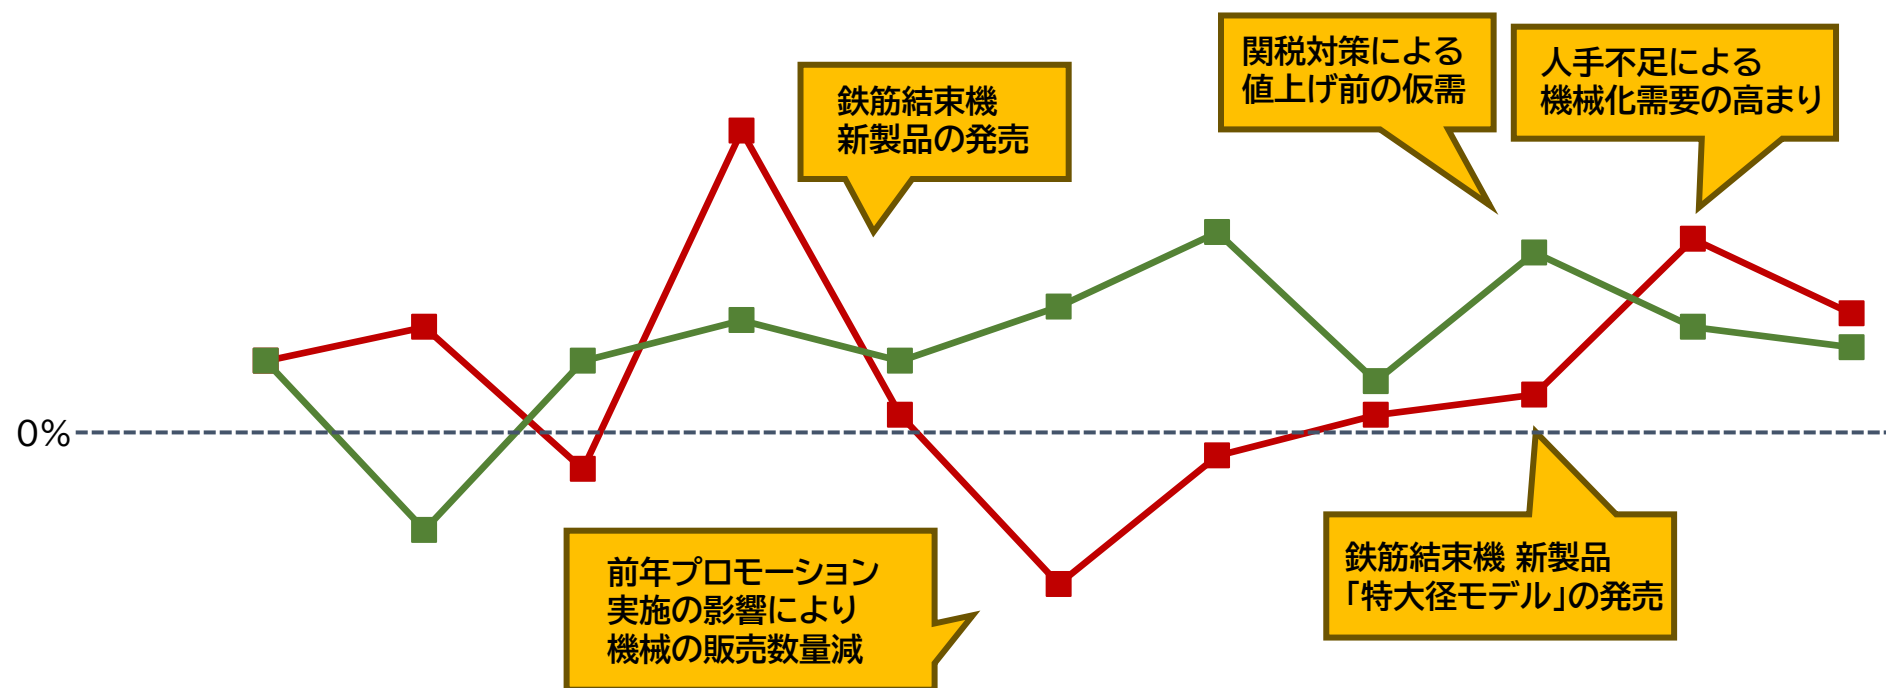 関税対策による
値上げ前の仮需
人手不足による
機械化需要の高まり
鉄筋結束機
新製品の発売
0%
前年プロモーション
実施の影響により
機械の販売数量減
鉄筋結束機 新製品
「特大径モデル」の発売